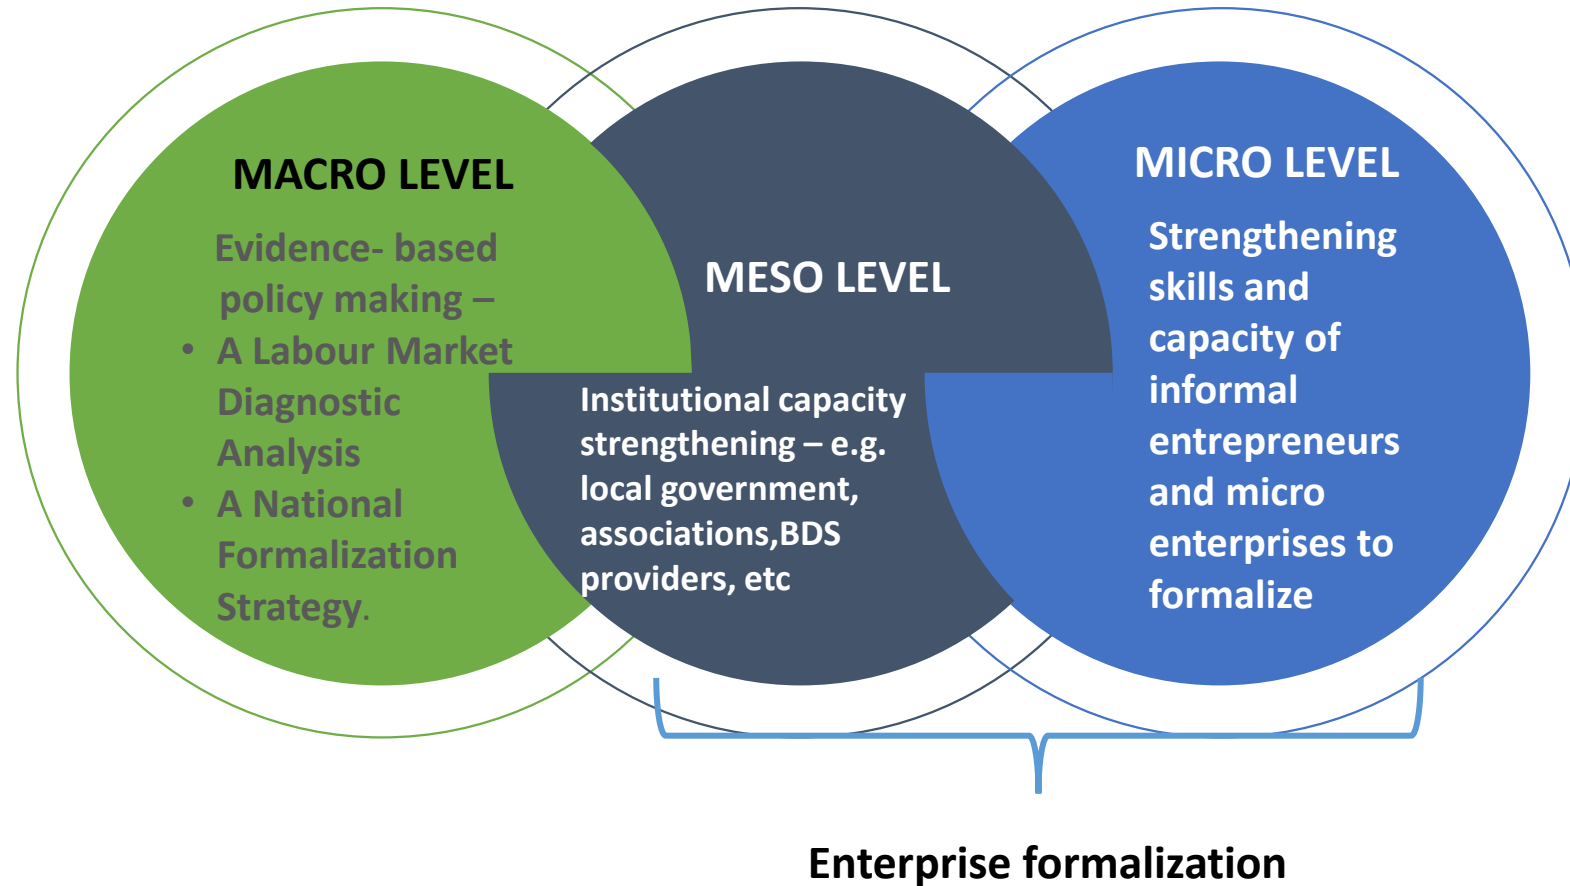 MACRO LEVEL
Evidence- based
policy making –
• A Labour Market
Diagnostic
Analysis
• A National
Formalization
Strategy.
MESO LEVEL
Institutional capacity
strengthening – e.g.
local government,
associations,BDS
providers, etc
MICRO LEVEL
Strengthening
skills and
capacity of
informal
entrepreneurs
and micro
enterprises to
formalize
Enterprise formalization